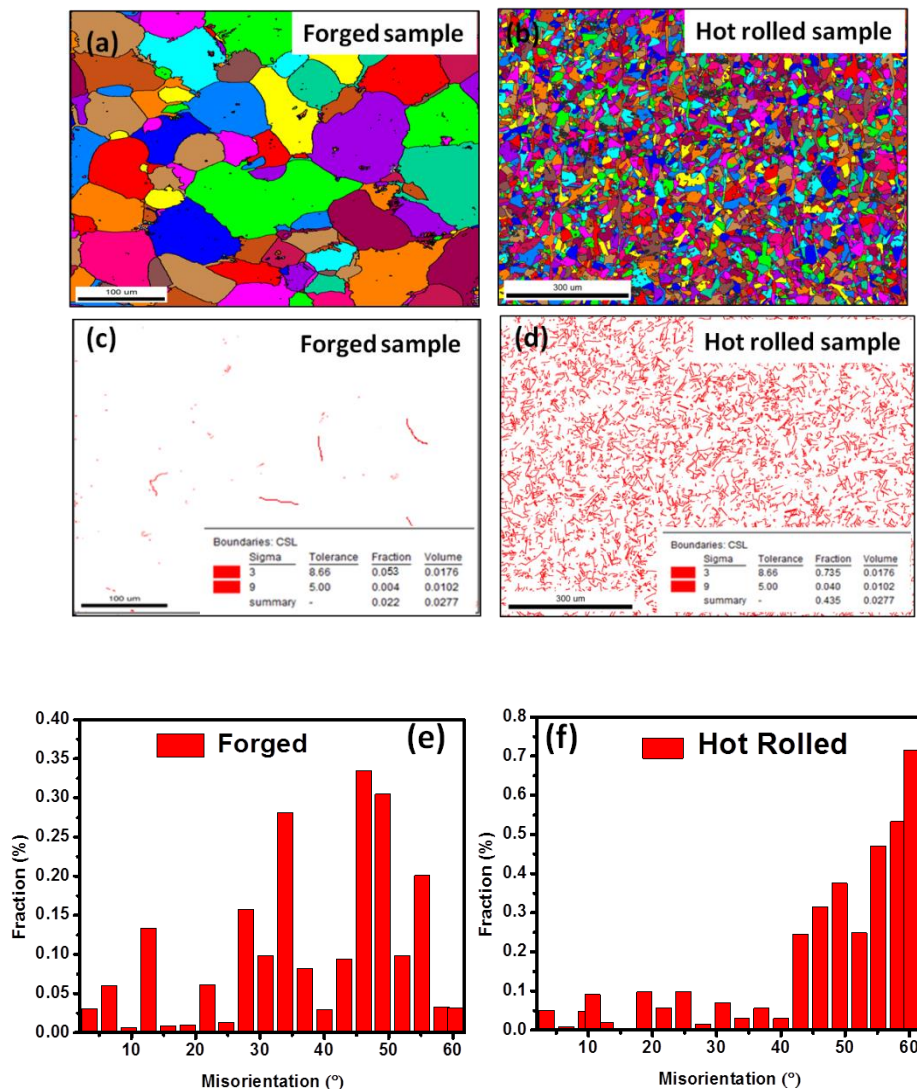 (a) Forged sample
100 um
(b) Hot rolled sample
300 um
(c) Forged sample
Boundaries: CSL
Sigma Tolerance Fraction Volume
3 8.66 0.053 0.0176
9 5.00 0.004 0.0102
summary - 0.022 0.0277
100 um
(d) Hot rolled sample
Boundaries: CSL
Sigma Tolerance Fraction Volume
3 8.66 0.735 0.0176
9 5.00 0.040 0.0102
summary - 0.435 0.0277
300 um
(e)
Forged
Fraction (%)
0.40
0.35
0.30
0.25
0.20
0.15
0.10
0.05
0.00
10 20 30 40 50 60
Misorientation (°)
(f)
Hot Rolled
Fraction (%)
0.8
0.7
0.6
0.5
0.4
0.3
0.2
0.1
0.0
10 20 30 40 50 60
Misorientation (°)